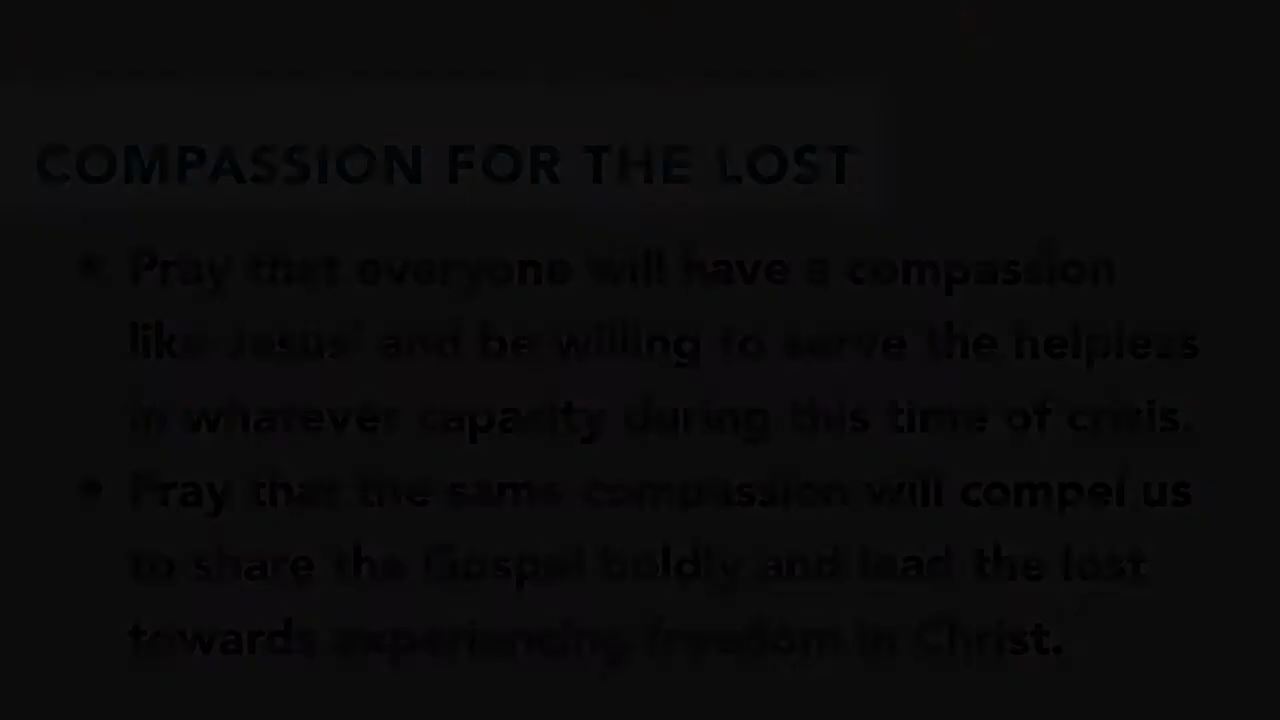 COMPASSION FOR THE LOST
• Pray that everyone will have a compassion
like Jesus' and be willing to serve the helpless
in whatever capacity during this time of crisis.
• Pray that the same compassion will compel us
to share the Gospel boldly and lead the lost
towards experiencing freedom in Christ.